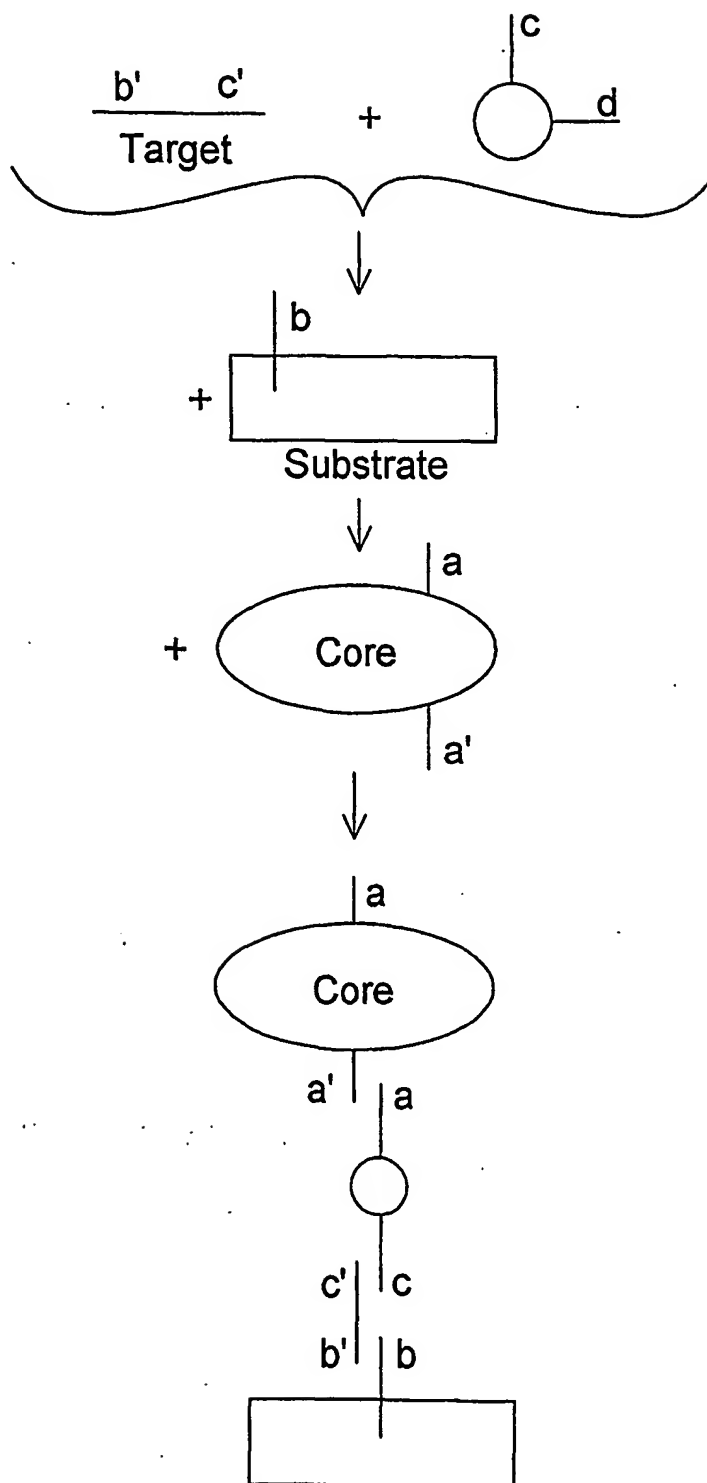 c
b' c'
+ d
Target
b
+
Substrate
a
+ Core
a'
a
Core
a' a
c' c
b' b